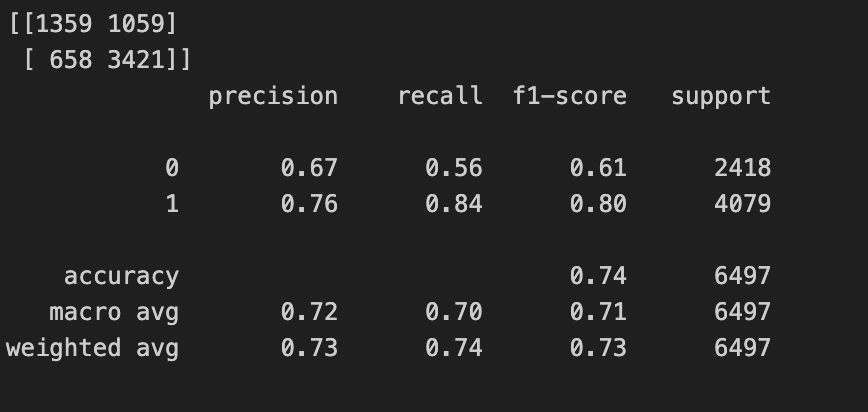 [[1359 1059]
[ 658 3421]]
precision recall f1-score support
0 0.67 0.56 0.61 2418
1 0.76 0.84 0.80 4079
accuracy 0.74 6497
macro avg 0.72 0.70 0.71 6497
weighted avg 0.73 0.74 0.73 6497